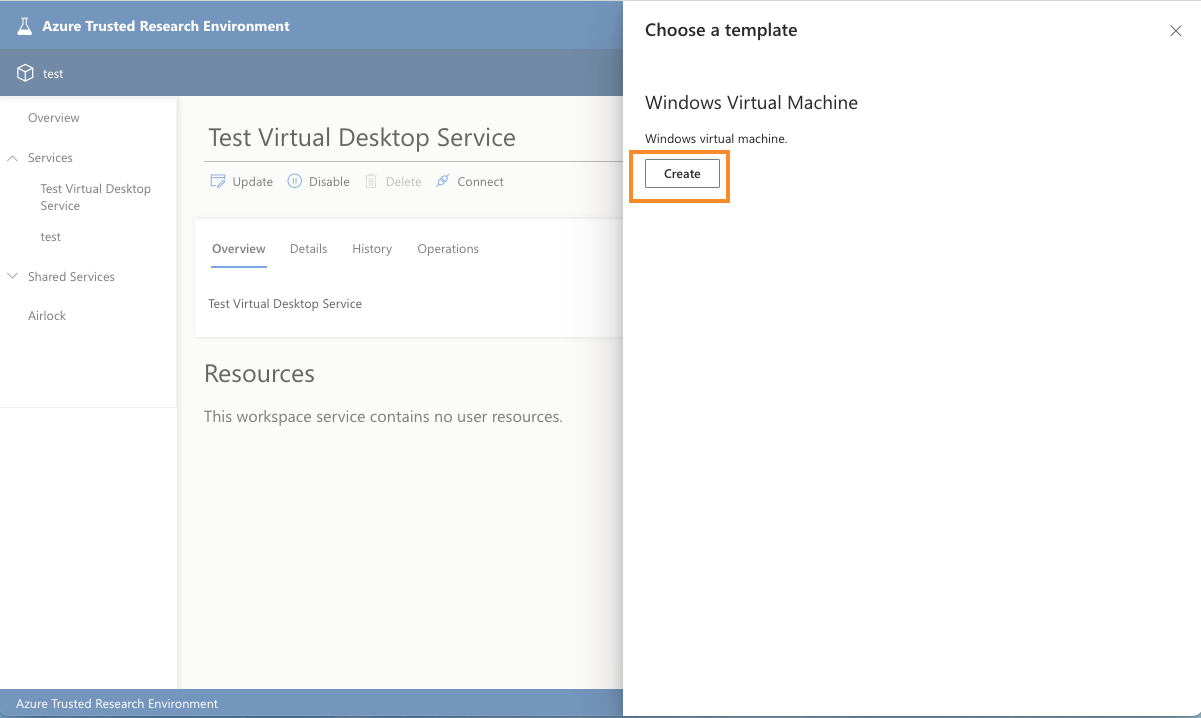 Azure Trusted Research Environment
test
Overview
Services
Test Virtual Desktop
Service
test
Shared Services
Airlock
Test Virtual Desktop Service
Update Disable Delete Connect
Overview Details History Operations
Test Virtual Desktop Service
Resources
This workspace service contains no user resources.
Azure Trusted Research Environment
Choose a template
Windows Virtual Machine
Windows virtual machine.
Create